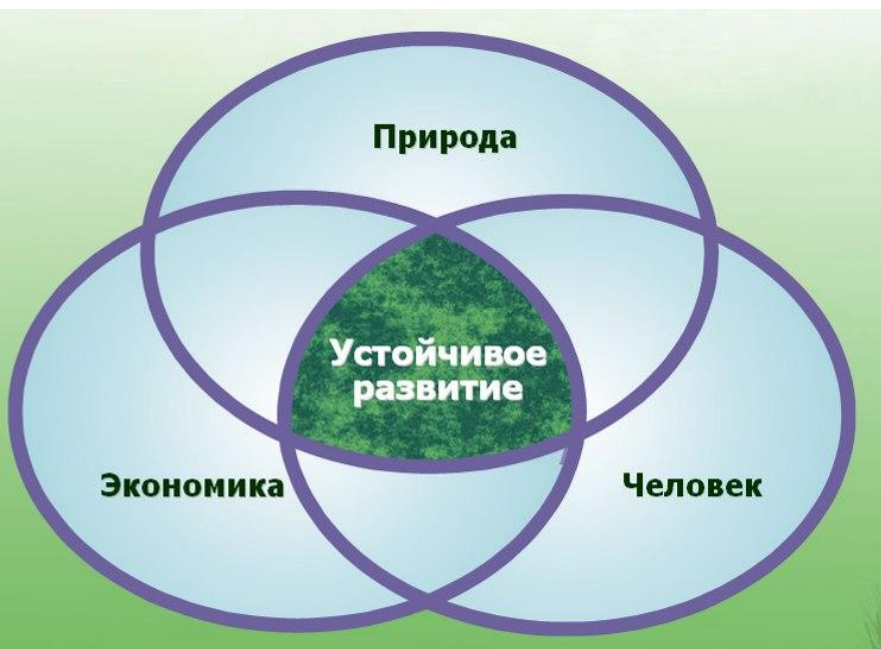 Природа
Устойчивое
развитие
Экономика
Человек